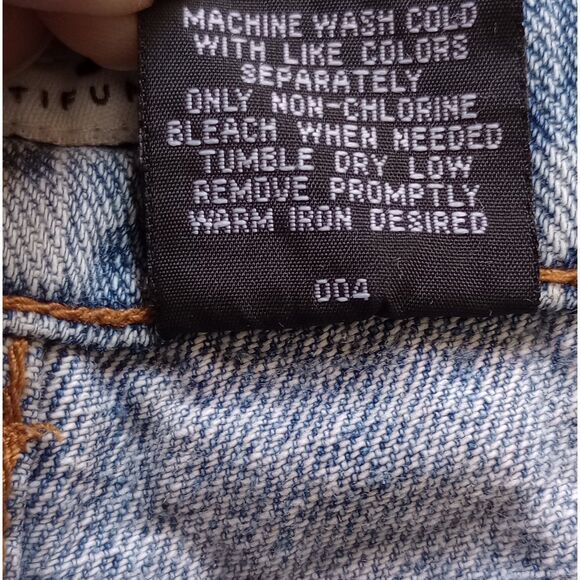 MACHINE WASH COLD
WITH LIKE COLORS
SEPARATELY
ONLY NON-CHLORINE
BLEACH WHEN NEEDED
TUMBLE DRY LOW
REMOVE PROMPTLY
WARM IRON DESIRED
004
TIFU